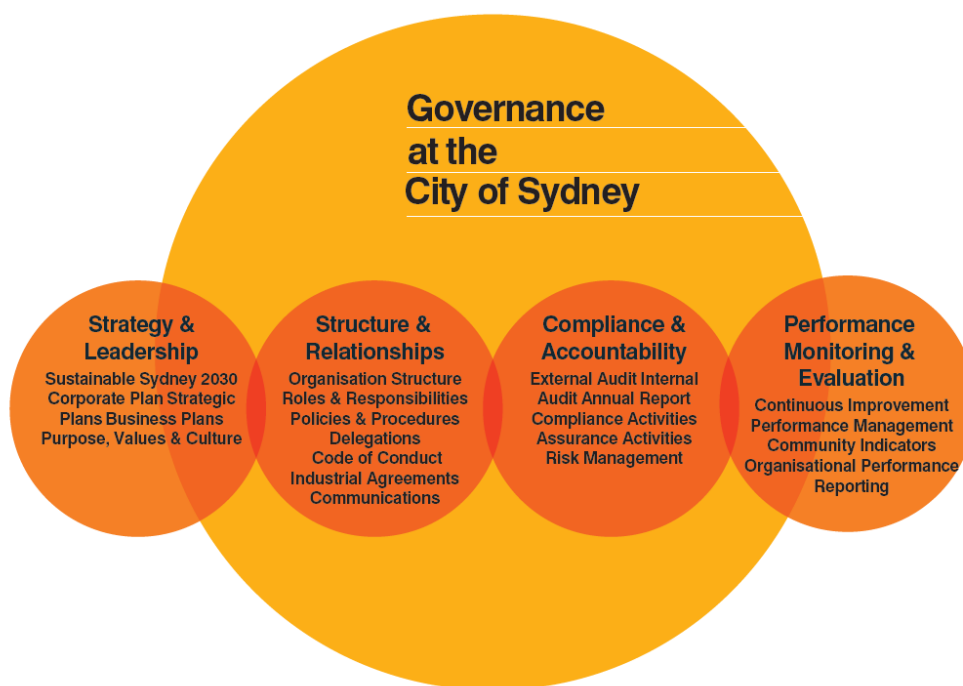 Governance
at the
City of Sydney
Strategy &
Leadership
Sustainable Sydney 2030
Corporate Plan Strategic
Plans Business Plans
Purpose, Values & Culture
Structure &
Relationships
Organisation Structure
Roles & Responsibilities
Policies & Procedures
Delegations
Code of Conduct
Industrial Agreements
Communications
Compliance &
Accountability
External Audit Internal
Audit Annual Report
Compliance Activities
Assurance Activities
Risk Management
Performance
Monitoring &
Evaluation
Continuous Improvement
Performance Management
Community Indicators
Organisational Performance
Reporting